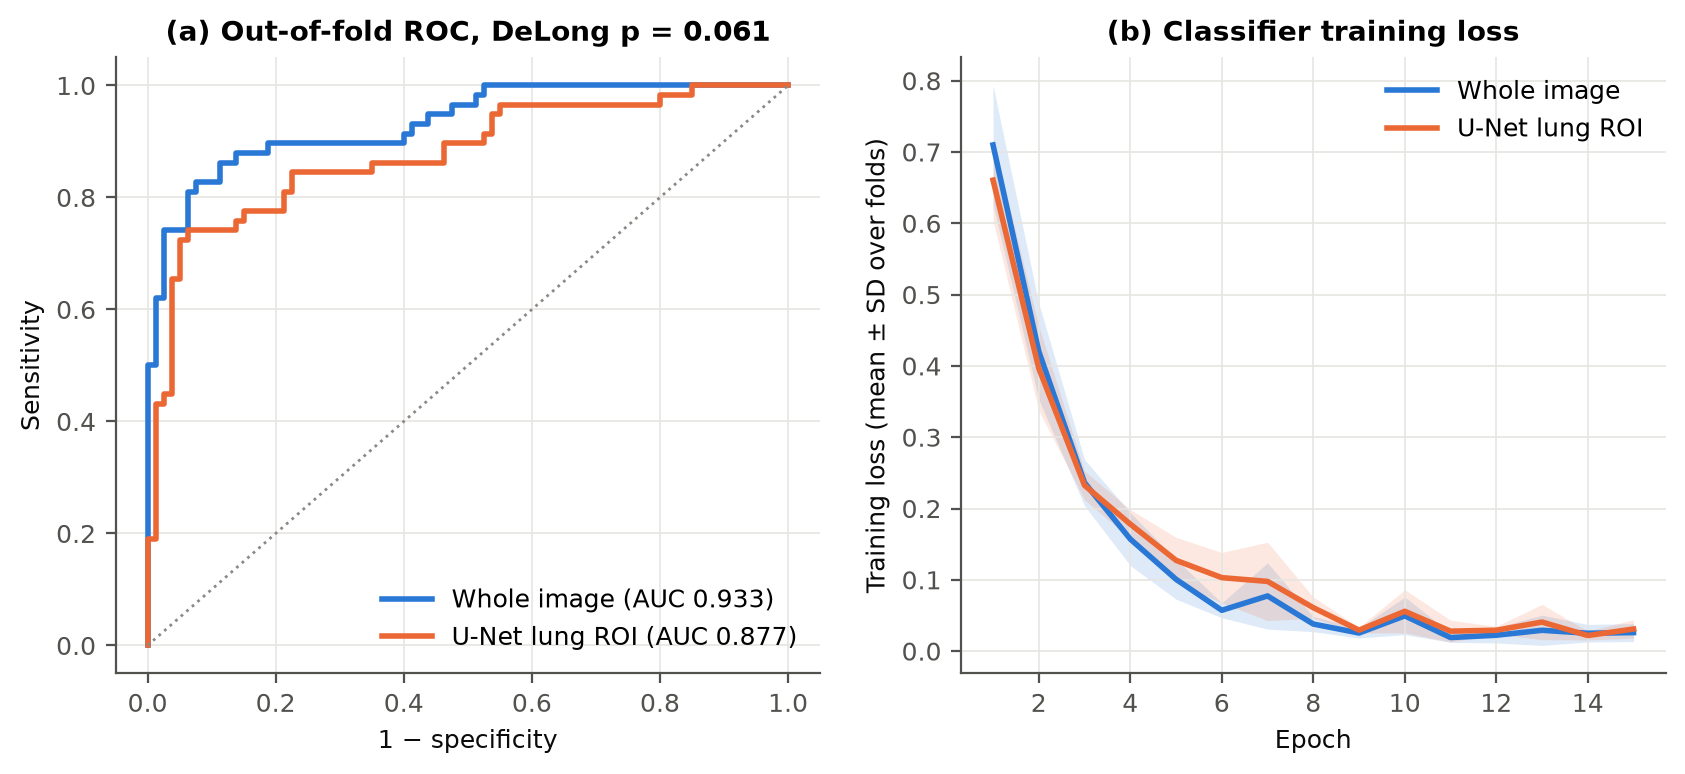 (a) Out-of-fold ROC, DeLong p = 0.061
Sensitivity
1.0
0.8
0.6
0.4
0.2
0.0
Whole image (AUC 0.933)
U-Net lung ROI (AUC 0.877)
0.0 0.2 0.4 0.6 0.8 1.0
1 − specificity
(b) Classifier training loss
Training loss (mean ± SD over folds)
0.8
0.7
0.6
0.5
0.4
0.3
0.2
0.1
0.0
Whole image
U-Net lung ROI
2 4 6 8 10 12 14
Epoch